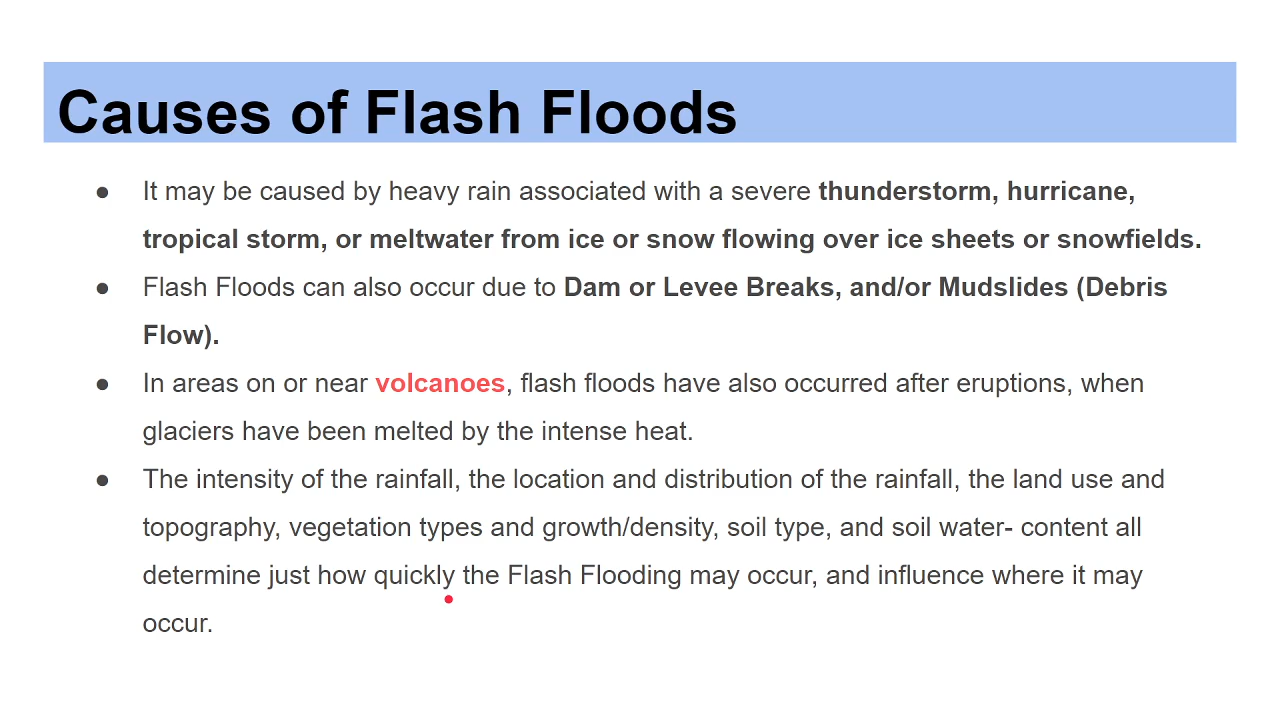 Causes of Flash Floods
● It may be caused by heavy rain associated with a severe thunderstorm, hurricane,
tropical storm, or meltwater from ice or snow flowing over ice sheets or snowfields.
● Flash Floods can also occur due to Dam or Levee Breaks, and/or Mudslides (Debris
Flow).
● In areas on or near volcanoes, flash floods have also occurred after eruptions, when
glaciers have been melted by the intense heat.
● The intensity of the rainfall, the location and distribution of the rainfall, the land use and
topography, vegetation types and growth/density, soil type, and soil water- content all
determine just how quickly the Flash Flooding may occur, and influence where it may
occur.